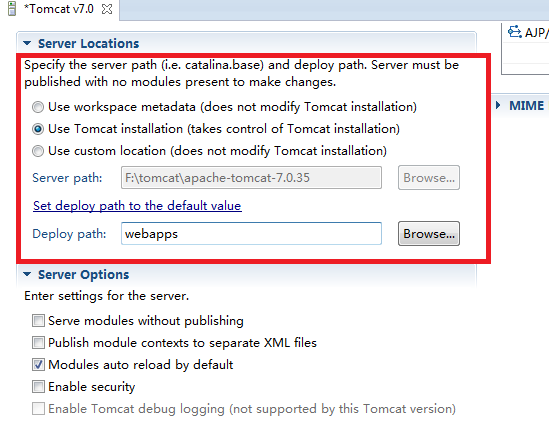 *Tomcat v7.0
Server Locations
Specify the server path (i.e. catalina.base) and deploy path. Server must be
published with no modules present to make changes.
Use workspace metadata (does not modify Tomcat installation)
Use Tomcat installation (takes control of Tomcat installation)
Use custom location (does not modify Tomcat installation)
Server path: F:\tomcat\apache-tomcat-7.0.35 Browse...
Set deploy path to the default value
Deploy path: webapps Browse...
Server Options
Enter settings for the server.
Serve modules without publishing
Publish module contexts to separate XML files
Modules auto reload by default
Enable security
Enable Tomcat debug logging (not supported by this Tomcat version)
AJP/
MIME